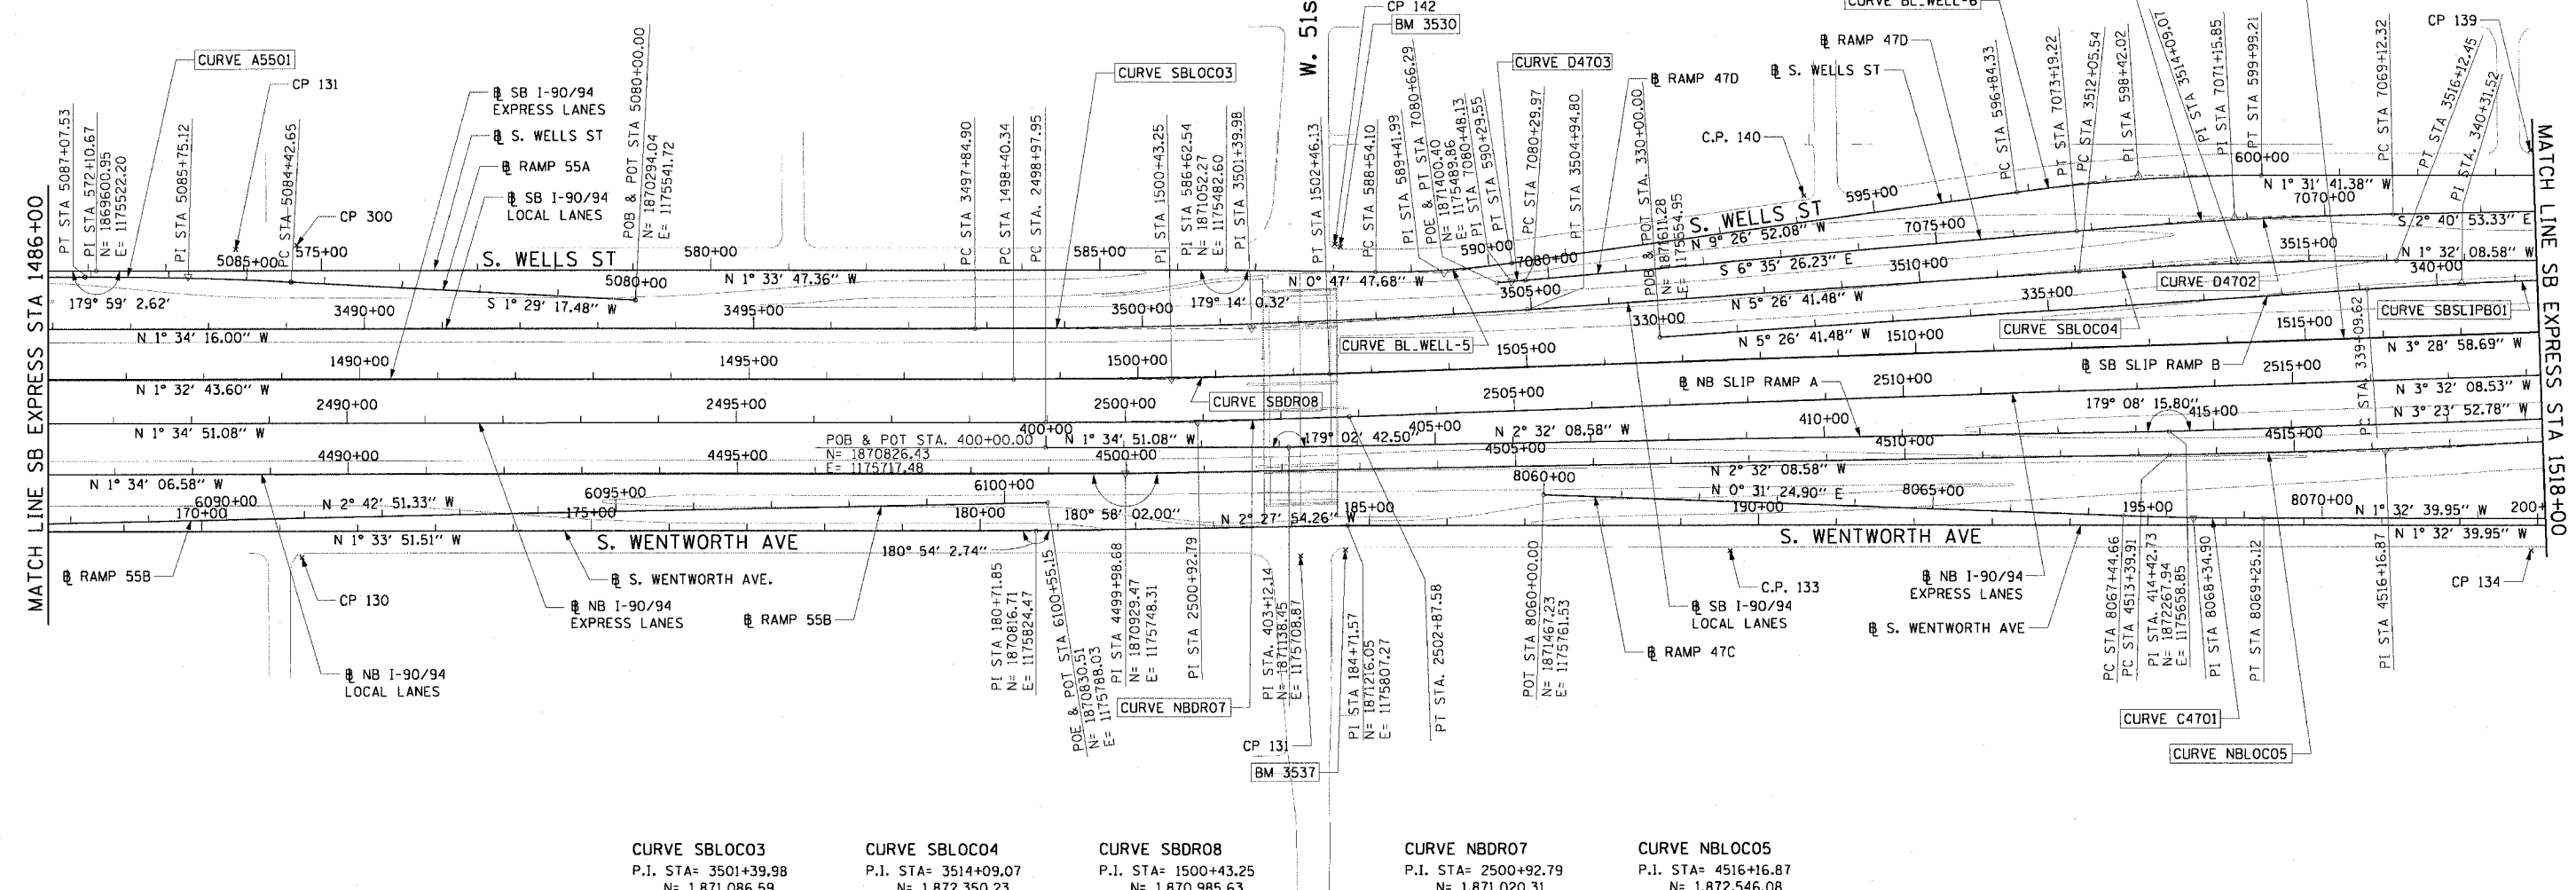 MATCH LINE SB EXPRESS STA 1486+00
PT STA 5087+07.53
PI STA 572+10.67
N= 1869600.95
E= 1175522.20
CURVE A5501
PI STA 5085+75.12
CP 131
PC STA 5084+42.65
CP 300
℄ SB I-90/94
EXPRESS LANES
℄ S. WELLS ST
℄ RAMP 55A
℄ SB I-90/94
LOCAL LANES
POB & POT STA 5080+00.00
N= 1870294.04
E= 1175541.72
PC STA 3497+84.90
PC STA 1498+40.34
PC STA. 2498+97.95
CURVE SBLOC03
PI STA 1500+43.25
PI STA 586+62.54
N= 1871052.27
E= 1175482.60
PI STA 3501+39.98
W. 51s
PT STA 1502+46.13
CP 142
BM 3530
PC STA 588+54.10
PI STA 589+41.99
POE & PT STA 7080+66.29
N= 1871400.40
E= 1175489.86
PI STA 7080+48.13
PT STA 590+29.55
CURVE D4703
PC STA 7080+29.97
PT STA 3504+94.80
℄ RAMP 47D
POB & POT STA. 330+00.00
N= 1871611.28
E= 1175554.95
C.P. 140
℄ S. WELLS ST
℄ RAMP 47D
CURVE BL_WELL-6
PC STA 596+84.33
PT STA 7073+19.22
PC STA 3512+05.54
PI STA 598+42.02
PI STA 3514+09.07
PI STA 7071+15.85
PT STA 599+99.21
PC STA 7069+12.32
PT STA 3516+12.45
PI STA. 340+31.52
CP 139
MATCH LINE SB EXPRESS STA 1518+00
5085+00
575+00
S. WELLS ST
580+00
585+00
590+00
7080+00
S. WELLS ST
595+00
7075+00
600+00
N 1° 31' 41.38" W
7070+00
179° 59' 2.62'
S 1° 29' 17.48" W
5080+00
N 1° 33' 47.36" W
179° 14' 0.32'
N 0° 47' 47.68" W
N 9° 26' 52.08" W
S 6° 35' 26.23" E
S 2° 40' 53.33" E
3490+00
3495+00
3500+00
3505+00
3510+00
3515+00
N 1° 32' 08.58" W
N 1° 34' 16.00" W
N 5° 26' 41.48" W
CURVE D4702
340+00
330+00
335+00
N 5° 26' 41.48" W
CURVE SBLOC04
CURVE SBSLIPB01
PC STA. 339+09.62
CURVE BL_WELL-5
1490+00
1495+00
1500+00
1505+00
1510+00
1515+00
N 3° 28' 58.69" W
N 1° 32' 43.60" W
CURVE SBDR08
℄ NB SLIP RAMP A
℄ SB SLIP RAMP B
2490+00
2495+00
2500+00
2505+00
2510+00
2515+00
N 3° 32' 08.53" W
N 1° 34' 51.08" W
400+00
N 1° 34' 51.08" W
179° 02' 42.50"
405+00
N 2° 32' 08.58" W
410+00
179° 08' 15.80"
415+00
N 3° 23' 52.78" W
POB & POT STA. 400+00.00
N= 1870826.43
E= 1175717.48
4490+00
4495+00
4500+00
4505+00
4510+00
4515+00
N 1° 34' 06.58" W
N 2° 32' 08.58" W
6090+00
N 2° 42' 51.33" W
6095+00
6100+00
8060+00
N 0° 31' 24.90" E
8065+00
8070+00
N 1° 32' 39.95" W
170+00
175+00
180+00
180° 58' 02.00"
N 2° 27' 54.26" W
185+00
190+00
195+00
200+
N 1° 33' 51.51" W
S. WENTWORTH AVE
180° 54' 2.74"
S. WENTWORTH AVE
N 1° 32' 39.95" W
℄ RAMP 55B
CP 130
℄ S. WENTWORTH AVE.
℄ NB I-90/94
EXPRESS LANES
℄ RAMP 55B
℄ NB I-90/94
LOCAL LANES
PI STA 180+71.85
N= 1870816.71
E= 1175824.47
POE & POT STA 6100+55.15
N= 1870830.51
E= 1175788.03
PI STA 4499+98.68
N= 1870929.47
E= 1175748.31
PI STA 2500+92.79
CURVE NBDR07
PI STA. 403+12.14
N= 1871138.45
E= 1175708.87
CP 131
BM 3537
PI STA 184+71.57
N= 1871216.05
E= 1175807.27
PT STA. 2502+87.58
POT STA 8060+00.00
N= 1871467.23
E= 1175761.53
℄ SB I-90/94
LOCAL LANES
℄ RAMP 47C
C.P. 133
℄ NB I-90/94
EXPRESS LANES
℄ S. WENTWORTH AVE
PC STA 8067+44.66
PC STA 4513+39.91
PI STA. 414+42.73
N= 1872267.94
E= 1175658.85
PI STA 8068+34.90
PT STA 8069+25.12
PI STA 4516+16.87
CP 134
CURVE C4701
CURVE NBLOC05
CURVE SBLOC03
P.I. STA= 3501+39.98
N= 1,871,086.59
CURVE SBLOC04
P.I. STA= 3514+09.07
N= 1,872,350.23
CURVE SBDR08
P.I. STA= 1500+43.25
N= 1,870,985.63
CURVE NBDR07
P.I. STA= 2500+92.79
N= 1,871,020.31
CURVE NBLOC05
P.I. STA= 4516+16.87
N= 1,872,546.08